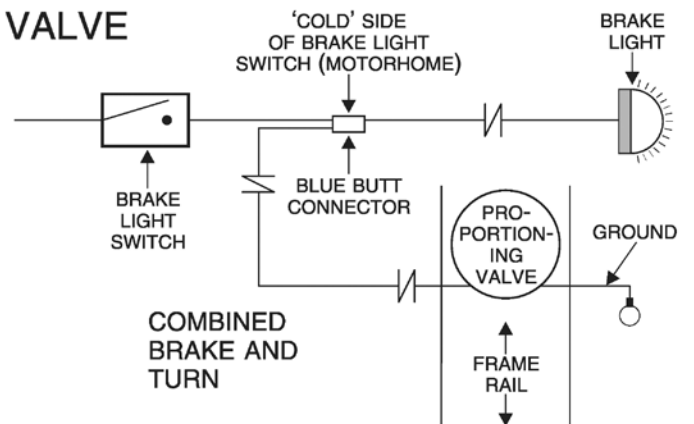 VALVE
‘COLD’ SIDE
OF BRAKE LIGHT
SWITCH (MOTORHOME)
BRAKE
LIGHT
BRAKE
LIGHT
SWITCH
BLUE BUTT
CONNECTOR
PRO-
PORTION-
ING
VALVE
GROUND
COMBINED
BRAKE AND
TURN
FRAME
RAIL